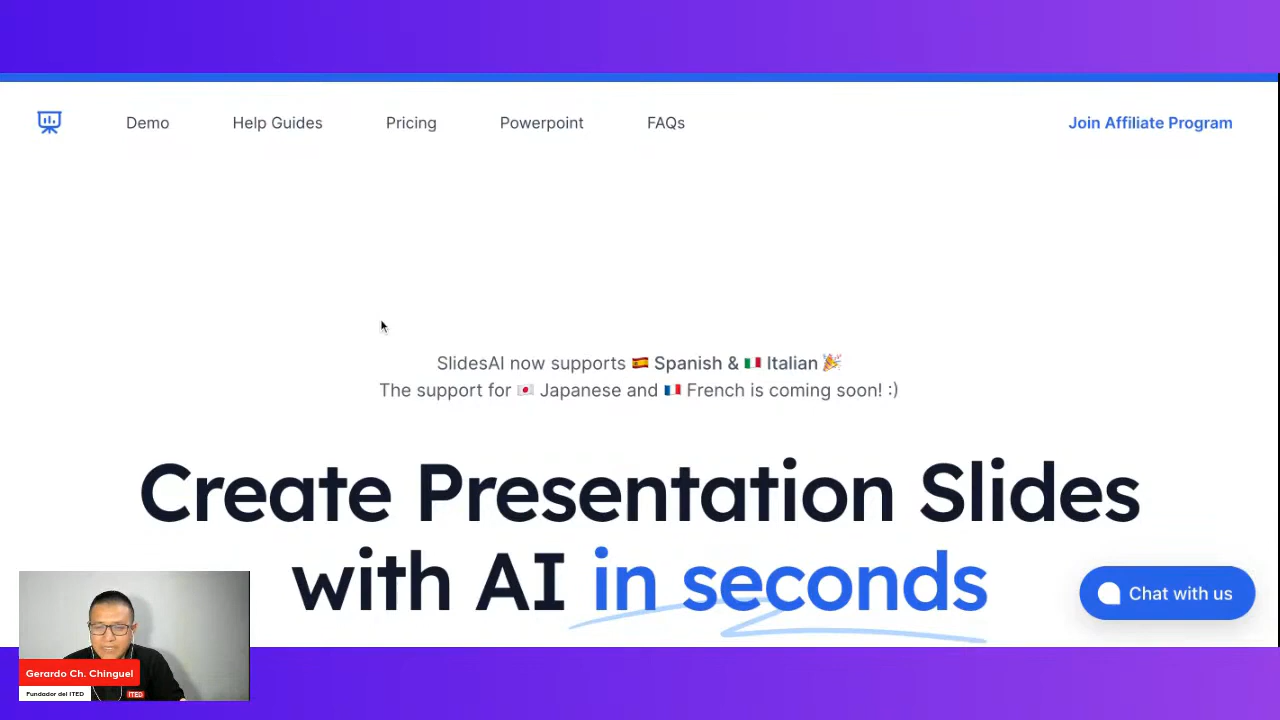 Demo Help Guides Pricing Powerpoint FAQs Join Affiliate Program
SlidesAI now supports 🇪🇸 Spanish & 🇮🇹 Italian 🎉
The support for 🇯🇵 Japanese and 🇫🇷 French is coming soon! :)
Create Presentation Slides
with AI in seconds
Chat with us
Gerardo Ch. Chinguel
Fundador del ITED
ITED